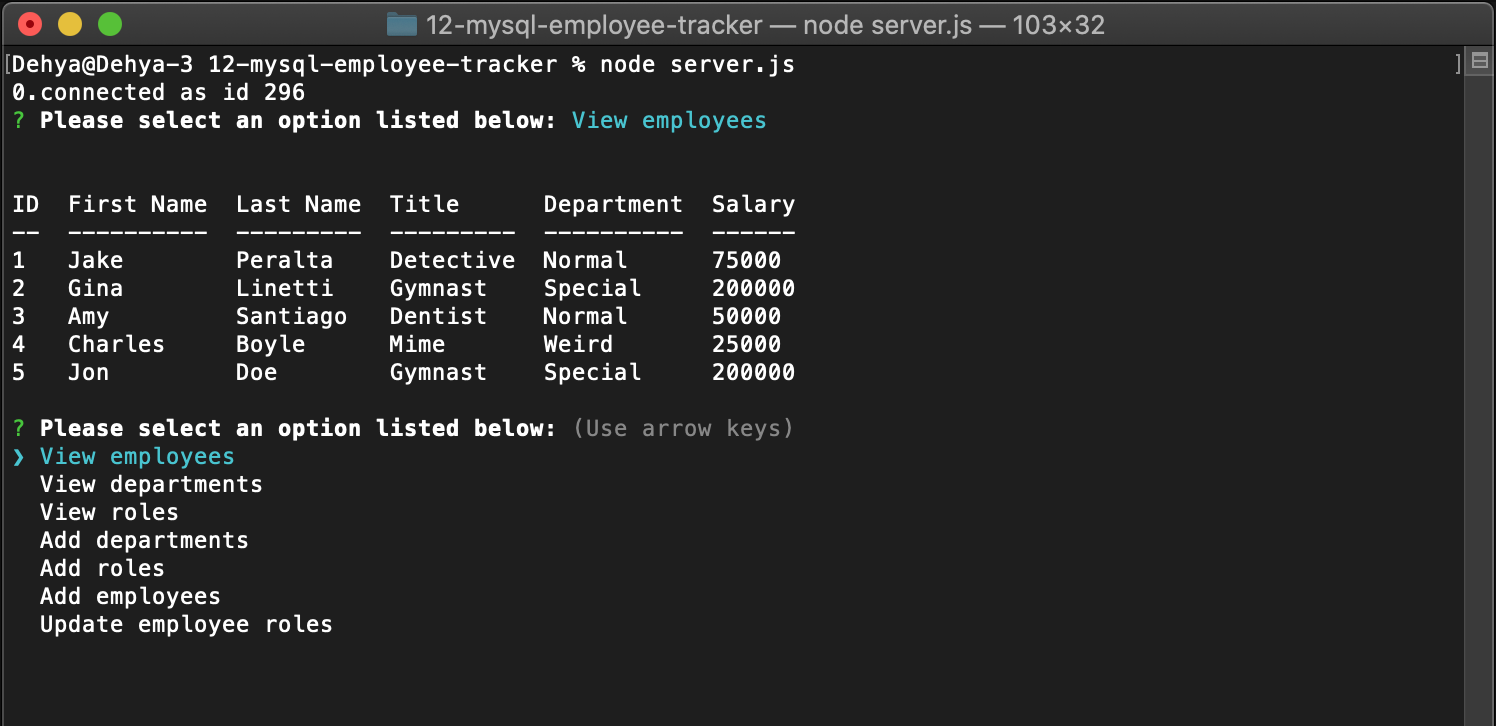 12-mysql-employee-tracker — node server.js — 103×32
[Dehya@Dehya-3 12-mysql-employee-tracker % node server.js ]
0.connected as id 296
? Please select an option listed below: View employees
ID  First Name  Last Name  Title      Department  Salary
--  ----------  ---------  ---------  ----------  ------
1   Jake        Peralta    Detective  Normal      75000
2   Gina        Linetti    Gymnast    Special     200000
3   Amy         Santiago   Dentist    Normal      50000
4   Charles     Boyle      Mime       Weird       25000
5   Jon         Doe        Gymnast    Special     200000
? Please select an option listed below: (Use arrow keys)
❯ View employees
  View departments
  View roles
  Add departments
  Add roles
  Add employees
  Update employee roles